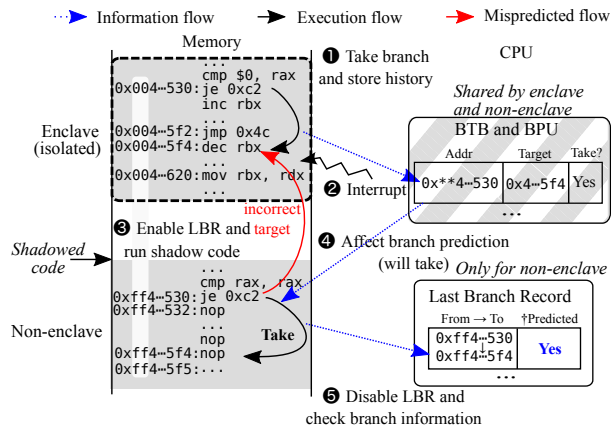 Information flow
Execution flow
Mispredicted flow
Memory
CPU
❶ Take branch
and store history
...
cmp $0, rax
0x004⋯530: je 0xc2
inc rbx
...
0x004⋯5f2: jmp 0x4c
0x004⋯5f4: dec rbx
...
0x004⋯620: mov rbx, rdx
Enclave
(isolated)
Shared by enclave
and non-enclave
BTB and BPU
Addr Target Take?
0x**4⋯530 0x4⋯5f4 Yes
...
❷ Interrupt
❸ Enable LBR and
run shadow code
incorrect
target
❹ Affect branch prediction
(will take)
Shadowed
code
...
cmp rax, rax
0xff4⋯530: je 0xc2
0xff4⋯532: nop
...
nop
0xff4⋯5f4: nop
0xff4⋯5f5: ...
Take
Non-enclave
Only for non-enclave
Last Branch Record
From → To †Predicted
0xff4⋯530
↓
0xff4⋯5f4
Yes
...
❺ Disable LBR and
check branch information